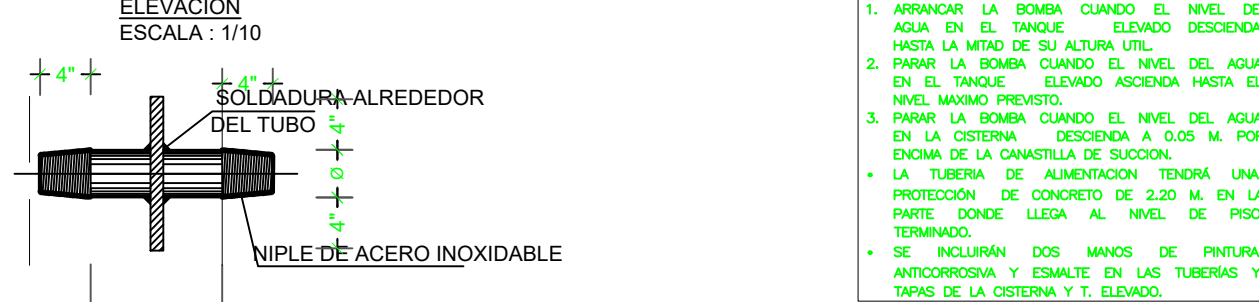 ELEVACION
ESCALA : 1/10
4"
4"
SOLDADURA ALREDEDOR
DEL TUBO
4"
Ø
4"
NIPLE DE ACERO INOXIDABLE
1. ARRANCAR LA BOMBA CUANDO EL NIVEL DE
AGUA EN EL TANQUE ELEVADO DESCIENDA
HASTA LA MITAD DE SU ALTURA UTIL.
2. PARAR LA BOMBA CUANDO EL NIVEL DEL AGUA
EN EL TANQUE ELEVADO ASCIENDA HASTA EL
NIVEL MAXIMO PREVISTO.
3. PARAR LA BOMBA CUANDO EL NIVEL DEL AGUA
EN LA CISTERNA DESCIENDA A 0.05 M. POR
ENCIMA DE LA CANASTILLA DE SUCCION.
• LA TUBERIA DE ALIMENTACION TENDRÁ UNA
PROTECCIÓN DE CONCRETO DE 2.20 M. EN LA
PARTE DONDE LLEGA AL NIVEL DE PISO
TERMINADO.
• SE INCLUIRÁN DOS MANOS DE PINTURA
ANTICORROSIVA Y ESMALTE EN LAS TUBERÍAS Y
TAPAS DE LA CISTERNA Y T. ELEVADO.